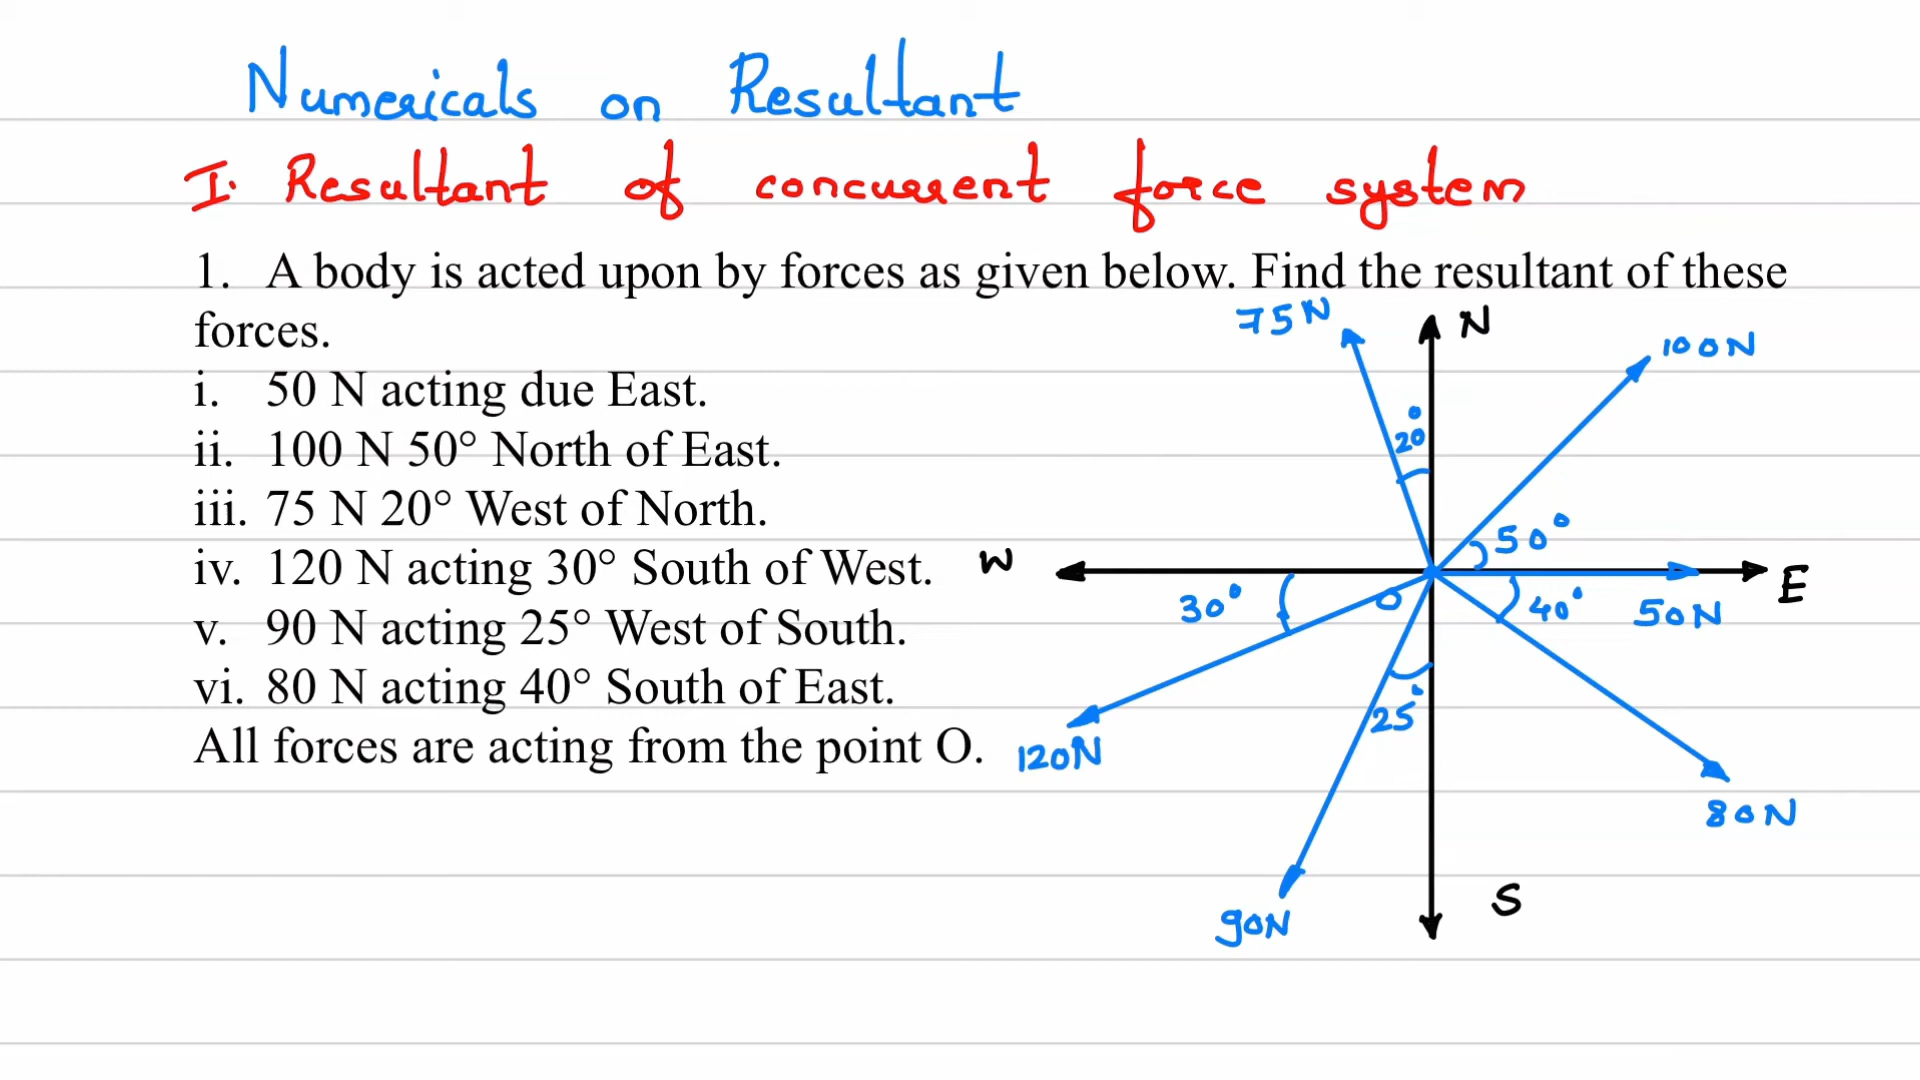 Numericals on Resultant
I. Resultant of concurrent force system
1. A body is acted upon by forces as given below. Find the resultant of these
forces.
i. 50 N acting due East.
ii. 100 N 50° North of East.
iii. 75 N 20° West of North.
iv. 120 N acting 30° South of West.
v. 90 N acting 25° West of South.
vi. 80 N acting 40° South of East.
All forces are acting from the point O.
75N
N
100N
20°
50°
W
E
30°
O
40°
50N
25°
120N
80N
S
90N